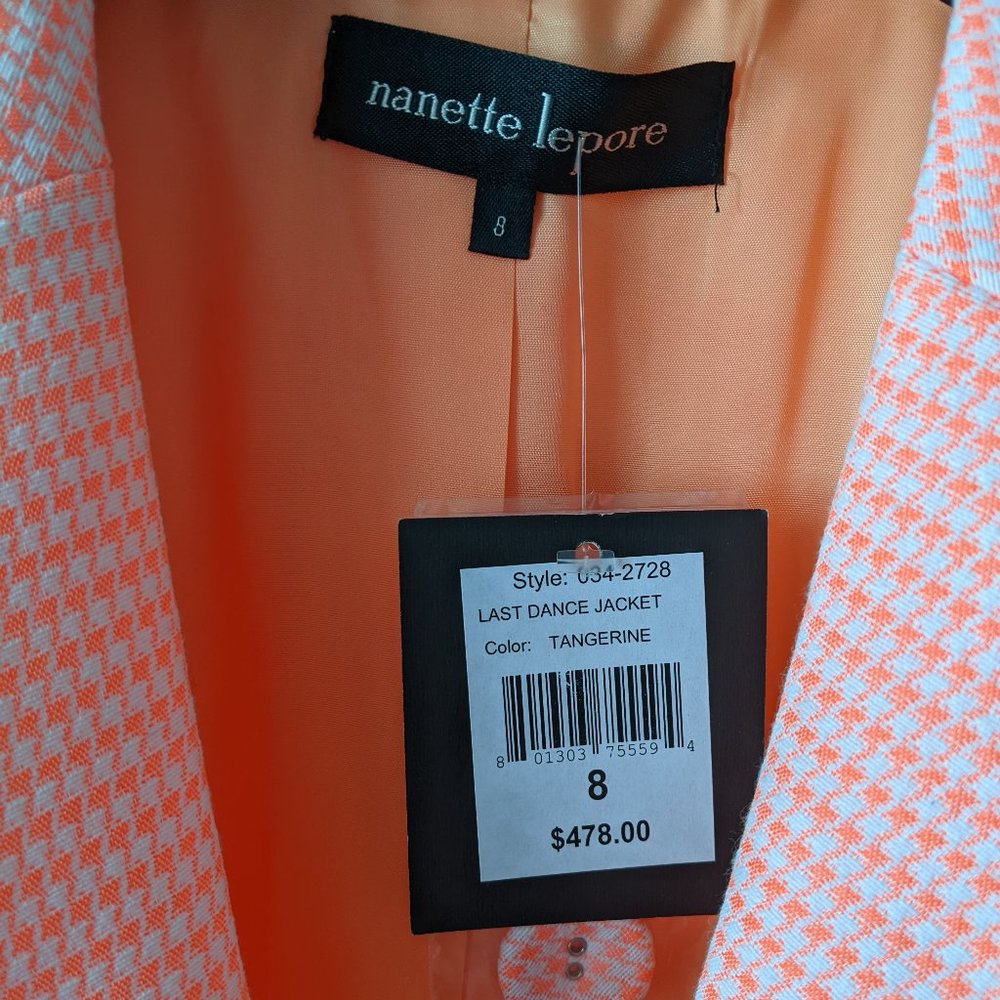 nanette lepore
8
Style: 034-2728
LAST DANCE JACKET
Color: TANGERINE
8 01303 75559 4
8
$478.00